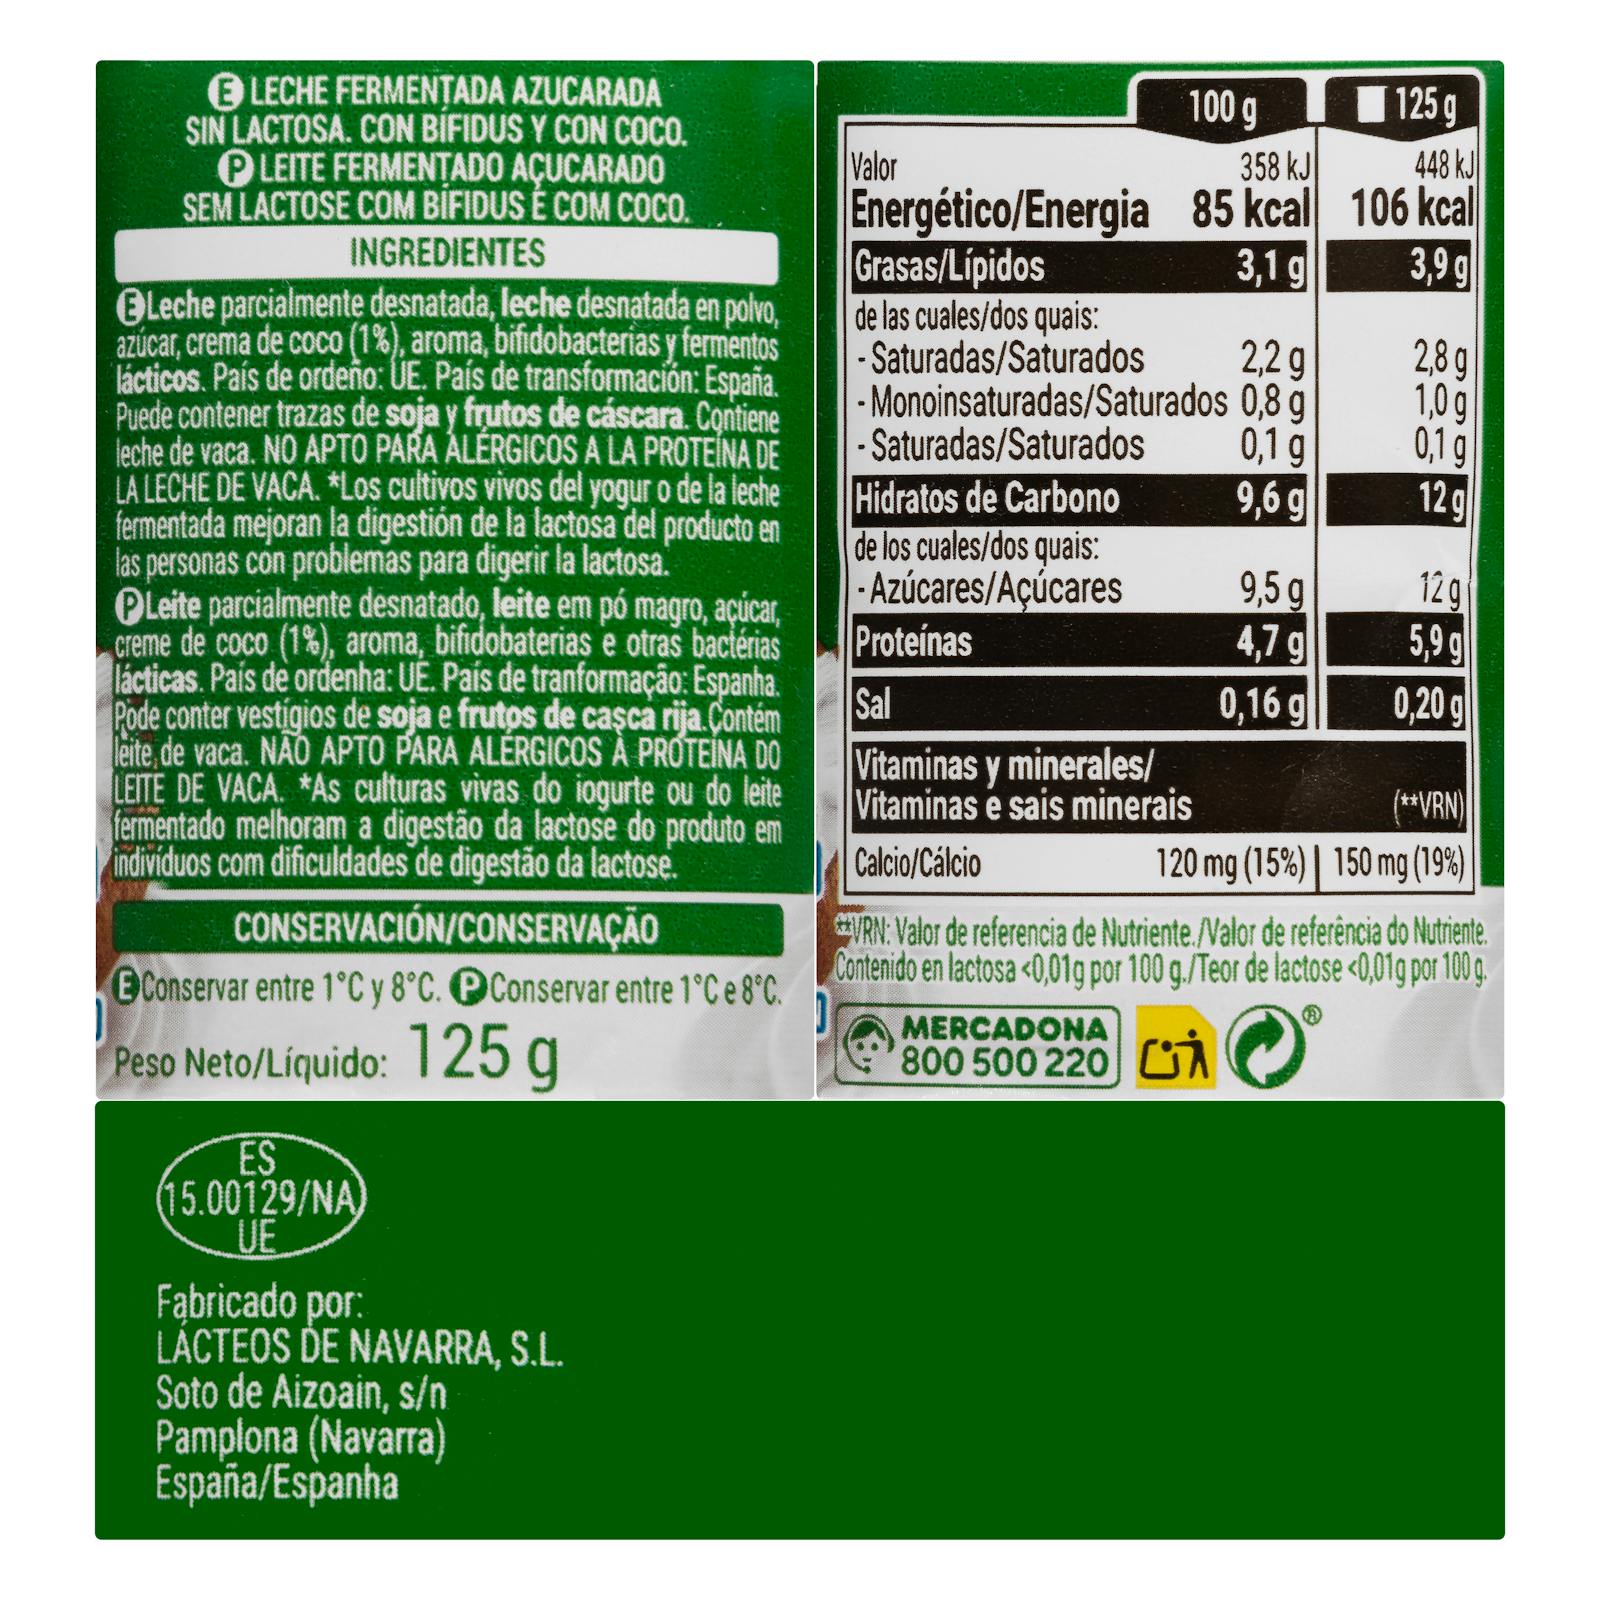 E LECHE FERMENTADA AZUCARADA
SIN LACTOSA. CON BÍFIDUS Y CON COCO.
P LEITE FERMENTADO AÇUCARADO
SEM LACTOSE COM BÍFIDUS E COM COCO.
INGREDIENTES
E Leche parcialmente desnatada, leche desnatada en polvo,
azúcar, crema de coco (1%), aroma, bifidobacterias y fermentos
lácticos. País de ordeño: UE. País de transformación: España.
Puede contener trazas de soja y frutos de cáscara. Contiene
leche de vaca. NO APTO PARA ALÉRGICOS A LA PROTEÍNA DE
LA LECHE DE VACA. *Los cultivos vivos del yogur o de la leche
fermentada mejoran la digestión de la lactosa del producto en
las personas con problemas para digerir la lactosa.
P Leite parcialmente desnatado, leite em pó magro, açúcar,
creme de coco (1%), aroma, bifidobaterias e otras bactérias
lácticas. País de ordenha: UE. País de tranformação: Espanha.
Pode conter vestígios de soja e frutos de casca rija. Contém
leite de vaca. NÃO APTO PARA ALÉRGICOS À PROTEÍNA DO
LEITE DE VACA. *As culturas vivas do iogurte ou do leite
fermentado melhoram a digestão da lactose do produto em
indivíduos com dificuldades de digestão da lactose.
CONSERVACIÓN/CONSERVAÇÃO
E Conservar entre 1°C y 8°C. P Conservar entre 1°C e 8°C.
Peso Neto/Líquido: 125 g
100 g 125 g
Valor 358 kJ 448 kJ
Energético/Energia 85 kcal 106 kcal
Grasas/Lípidos 3,1 g 3,9 g
de las cuales/dos quais:
- Saturadas/Saturados 2,2 g 2,8 g
- Monoinsaturadas/Saturados 0,8 g 1,0 g
- Saturadas/Saturados 0,1 g 0,1 g
Hidratos de Carbono 9,6 g 12 g
de los cuales/dos quais:
- Azúcares/Açúcares 9,5 g 12 g
Proteínas 4,7 g 5,9 g
Sal 0,16 g 0,20 g
Vitaminas y minerales/
Vitaminas e sais minerais (**VRN)
Calcio/Cálcio 120 mg (15%) 150 mg (19%)
**VRN: Valor de referencia de Nutriente./Valor de referência do Nutriente.
Contenido en lactosa <0,01g por 100 g./Teor de lactose <0,01g por 100 g.
MERCADONA
800 500 220
®
ES
15.00129/NA
UE
Fabricado por:
LÁCTEOS DE NAVARRA, S.L.
Soto de Aizoain, s/n
Pamplona (Navarra)
España/Espanha